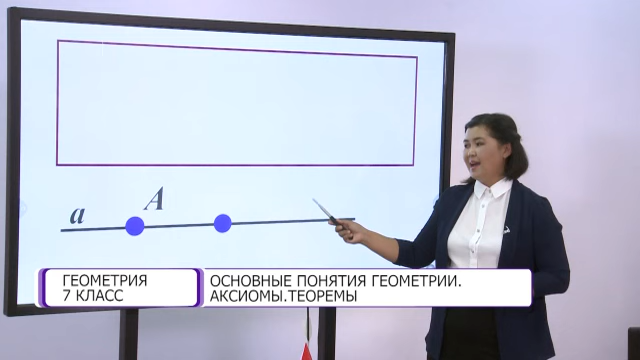 a A
ГЕОМЕТРИЯ
7 КЛАСС
ОСНОВНЫЕ ПОНЯТИЯ ГЕОМЕТРИИ.
АКСИОМЫ.ТЕОРЕМЫ